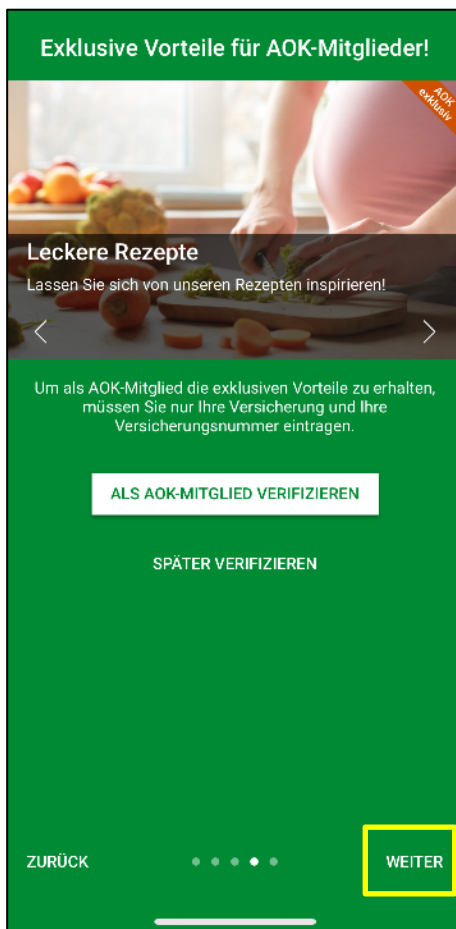 Exklusive Vorteile für AOK-Mitglieder!
AOK
exklusiv
Leckere Rezepte
Lassen Sie sich von unseren Rezepten inspirieren!
Um als AOK-Mitglied die exklusiven Vorteile zu erhalten,
müssen Sie nur Ihre Versicherung und Ihre
Versicherungsnummer eintragen.
ALS AOK-MITGLIED VERIFIZIEREN
SPÄTER VERIFIZIEREN
ZURÜCK
WEITER